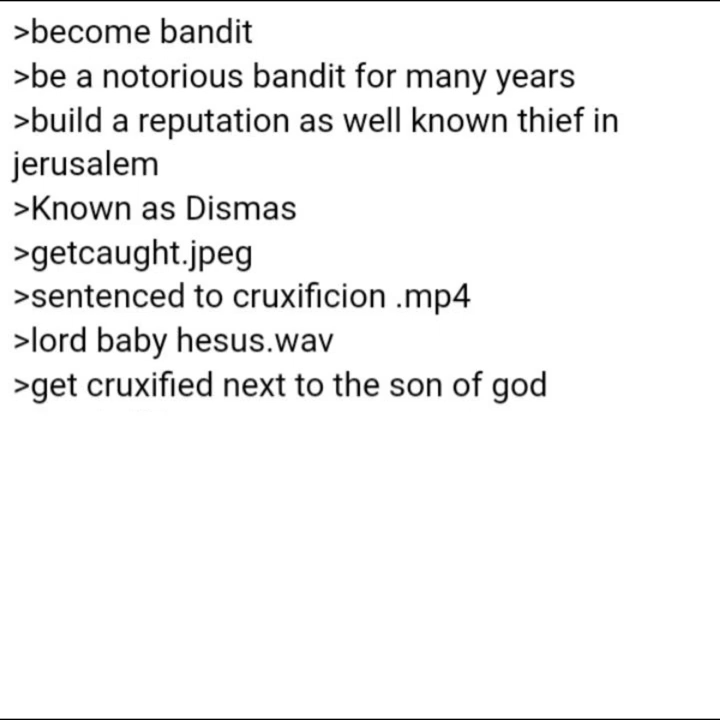 >become bandit
>be a notorious bandit for many years
>build a reputation as well known thief in
jerusalem
>Known as Dismas
>getcaught.jpeg
>sentenced to cruxificion .mp4
>lord baby hesus.wav
>get cruxified next to the son of god